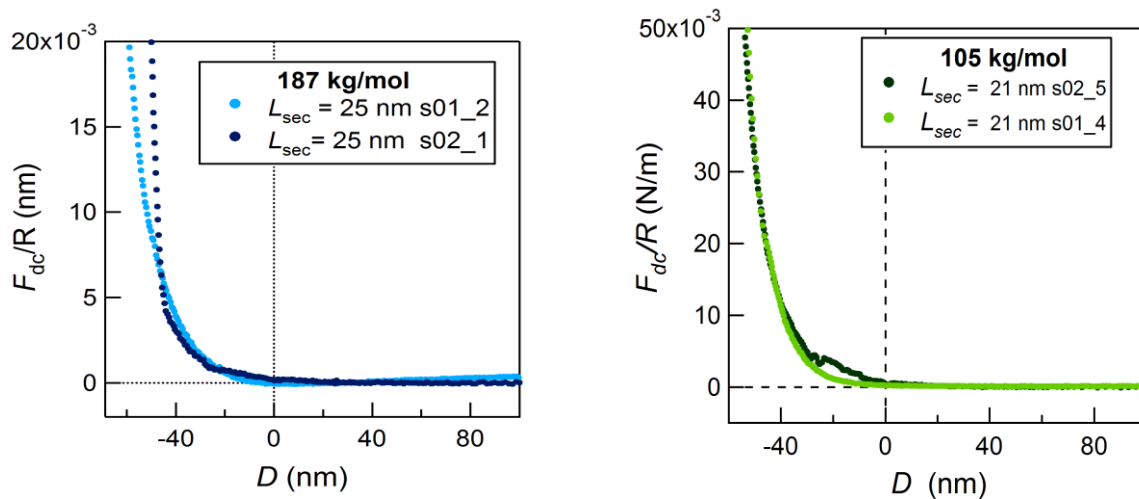 20x10⁻³
187 kg/mol
L_sec = 25 nm s01_2
L_sec= 25 nm s02_1
15
10
5
0
F_dc/R (nm)
-40
0
40
80
D (nm)
50x10⁻³
105 kg/mol
L_sec = 21 nm s02_5
L_sec = 21 nm s01_4
40
30
20
10
0
F_dc/R (N/m)
-40
0
40
80
D (nm)